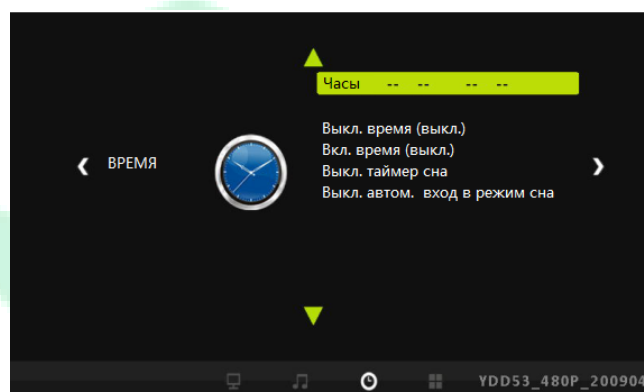 Часы -- -- -- --
Выкл. время (выкл.)
Вкл. время (выкл.)
ВРЕМЯ
Выкл. таймер сна
Выкл. автом. вход в режим сна
YDD53_480P_200904